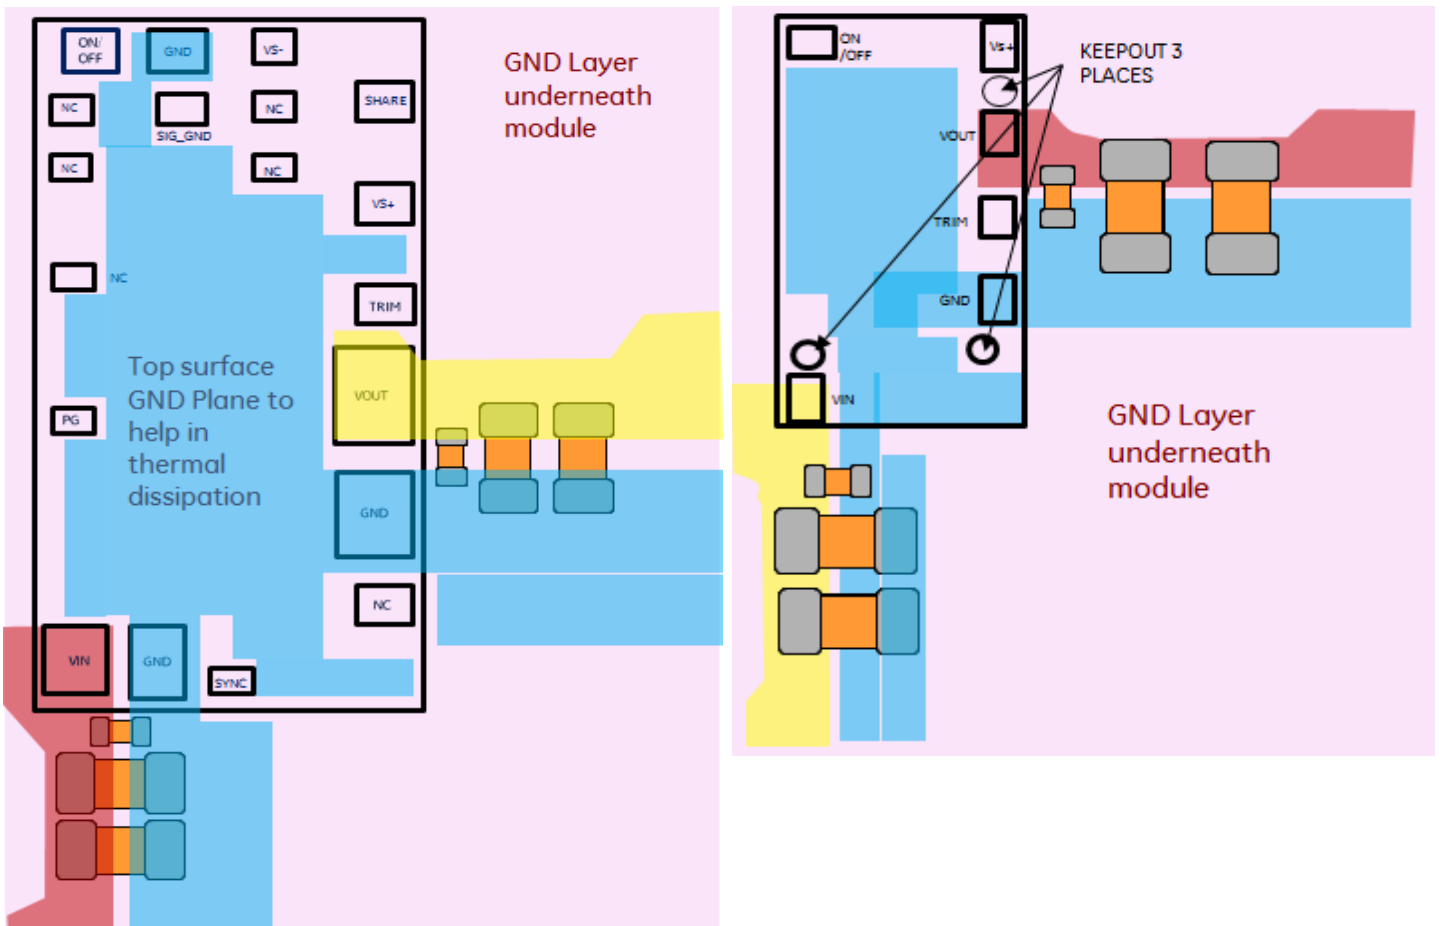 ON/
OFF
GND
VS-
NC
SIG_GND
NC
SHARE
NC
NC
VS+
NC
TRIM
VOUT
PG
GND
NC
VIN
GND
SYNC
Top surface
GND Plane to
help in
thermal
dissipation
GND Layer
underneath
module
ON
/OFF
Vs+
KEEPOUT 3
PLACES
VOUT
TRIM
GND
VIN
GND Layer
underneath
module